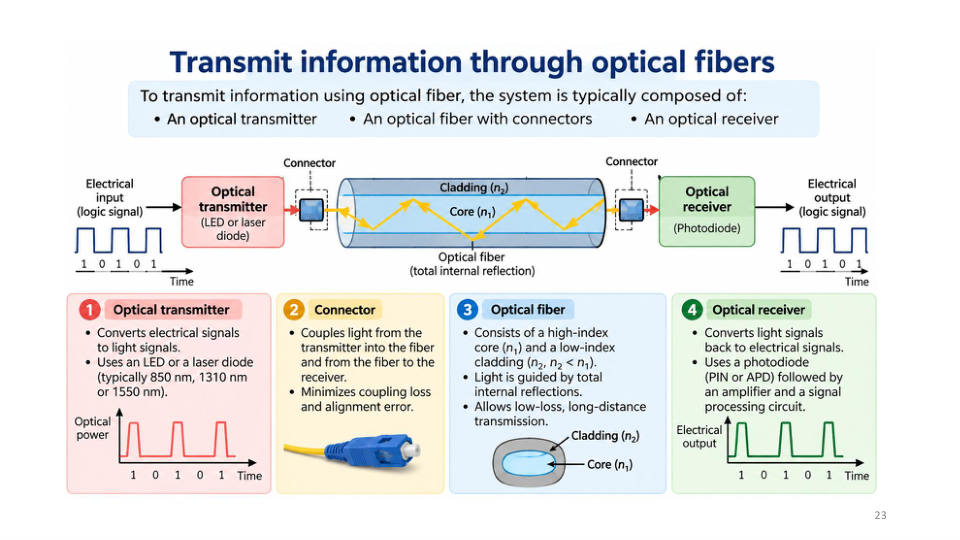 Transmit information through optical fibers
To transmit information using optical fiber, the system is typically composed of:
• An optical transmitter • An optical fiber with connectors • An optical receiver
Electrical
input
(logic signal)
1 0 1 0 1
Time
Optical
transmitter
(LED or laser
diode)
Connector
Cladding (n₂)
Core (n₁)
Optical fiber
(total internal reflection)
Connector
Optical
receiver
(Photodiode)
Electrical
output
(logic signal)
1 0 1 0 1
Time
1 Optical transmitter
• Converts electrical signals
to light signals.
• Uses an LED or a laser diode
(typically 850 nm, 1310 nm
or 1550 nm).
Optical
power
1 0 1 0 1 Time
2 Connector
• Couples light from the
transmitter into the fiber
and from the fiber to the
receiver.
• Minimizes coupling loss
and alignment error.
3 Optical fiber
• Consists of a high-index
core (n₁) and a low-index
cladding (n₂, n₂ < n₁).
• Light is guided by total
internal reflections.
• Allows low-loss, long-distance
transmission.
Cladding (n₂)
Core (n₁)
4 Optical receiver
• Converts light signals
back to electrical signals.
• Uses a photodiode
(PIN or APD) followed by
an amplifier and a signal
processing circuit.
Electrical
output
1 0 1 0 1 Time
23